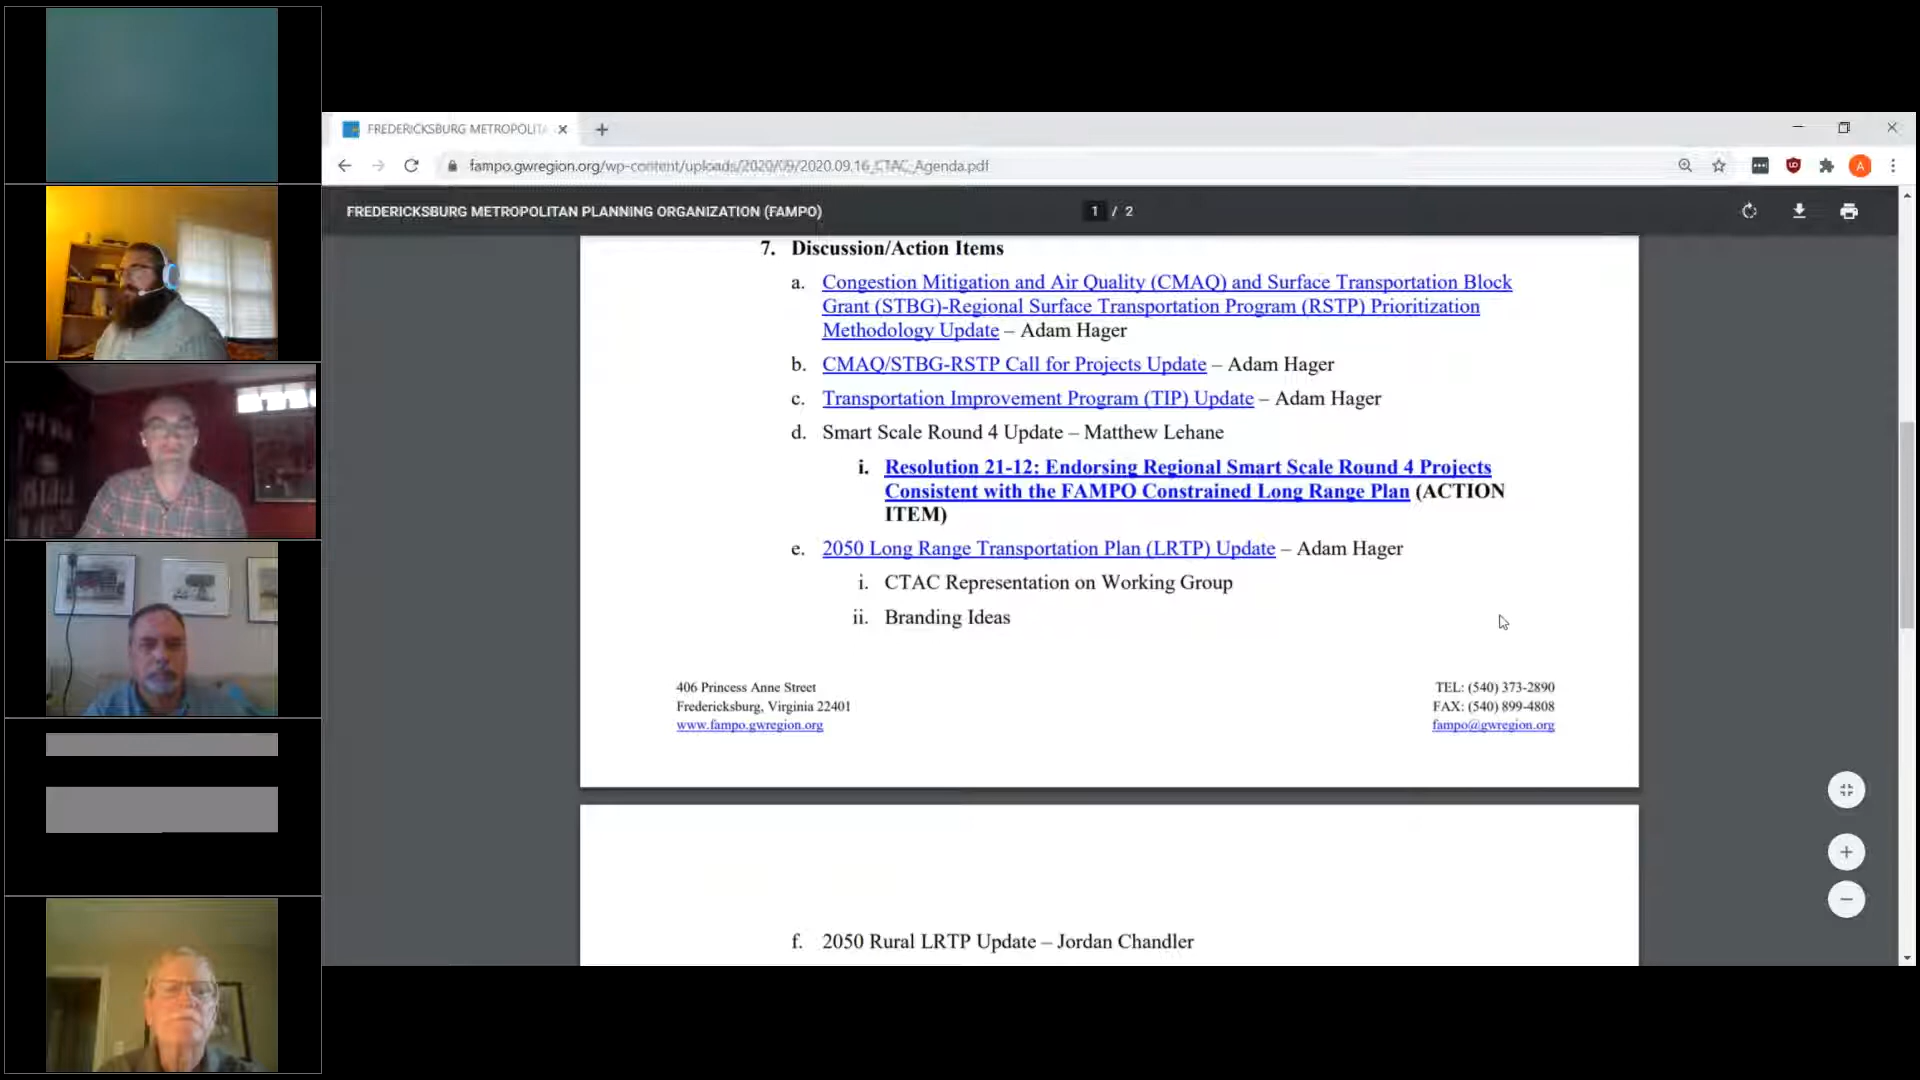 FREDERICKSBURG METROPOLITA
fampo.gwregion.org/wp-content/uploads/2020/09/2020.09.16_CTAC_Agenda.pdf
A
FREDERICKSBURG METROPOLITAN PLANNING ORGANIZATION (FAMPO)
1 / 2
7. Discussion/Action Items
a. Congestion Mitigation and Air Quality (CMAQ) and Surface Transportation Block
Grant (STBG)-Regional Surface Transportation Program (RSTP) Prioritization
Methodology Update – Adam Hager
b. CMAQ/STBG-RSTP Call for Projects Update – Adam Hager
c. Transportation Improvement Program (TIP) Update – Adam Hager
d. Smart Scale Round 4 Update – Matthew Lehane
i. Resolution 21-12: Endorsing Regional Smart Scale Round 4 Projects
Consistent with the FAMPO Constrained Long Range Plan (ACTION
ITEM)
e. 2050 Long Range Transportation Plan (LRTP) Update – Adam Hager
i. CTAC Representation on Working Group
ii. Branding Ideas
406 Princess Anne Street
Fredericksburg, Virginia 22401
www.fampo.gwregion.org
TEL: (540) 373-2890
FAX: (540) 899-4808
fampo@gwregion.org
f. 2050 Rural LRTP Update – Jordan Chandler